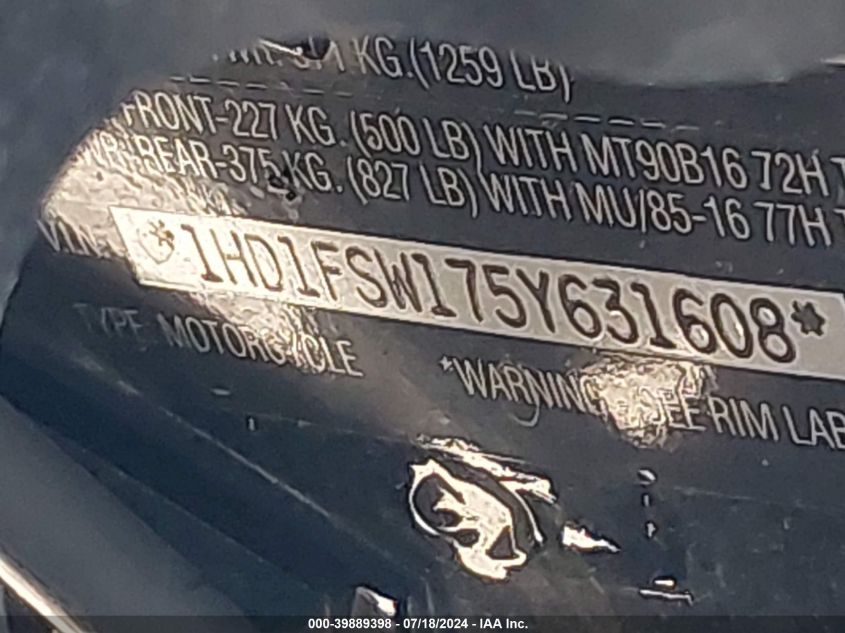 KG.(1259 LB)
FRONT-227 KG. (500 LB) WITH MT90B16 72H
REAR-375 KG. (827 LB) WITH MU/85-16 77H
VIN
*1HD1FSW175Y631608*
TYPE MOTORCYCLE
*WARNING RIM LAB
000-39889398 - 07/18/2024 - IAA Inc.